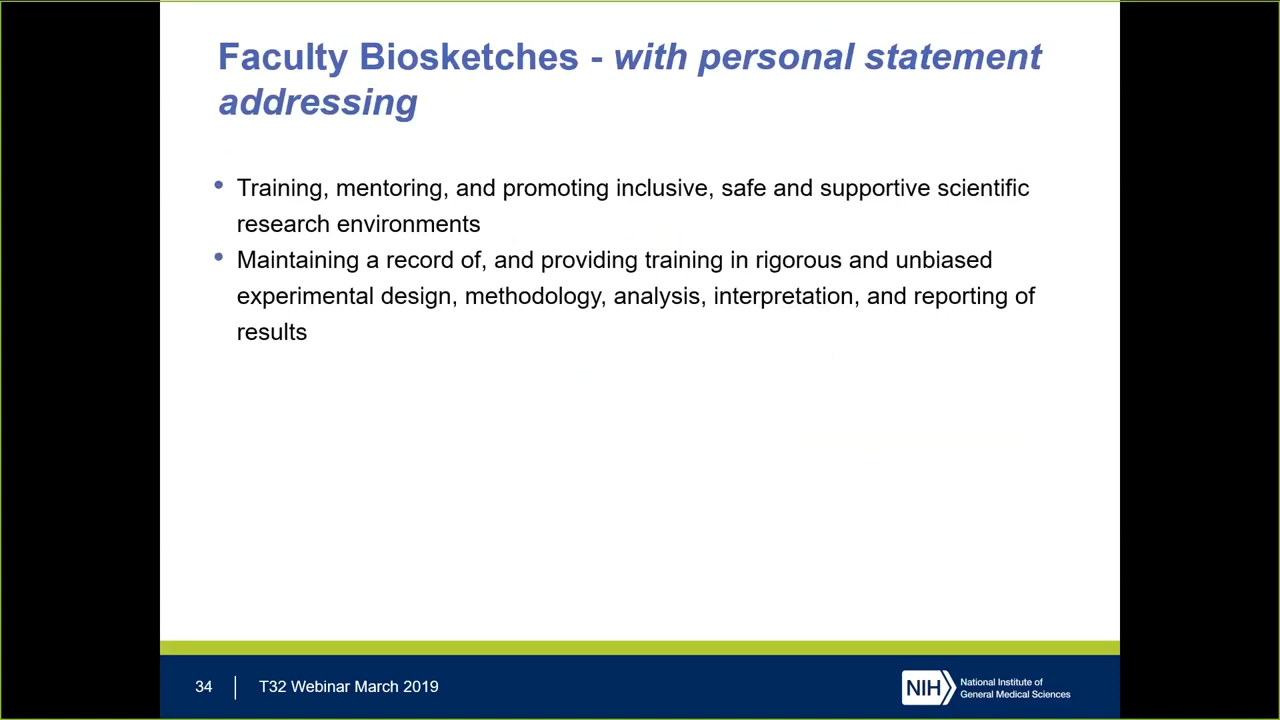 Faculty Biosketches - with personal statement
addressing
• Training, mentoring, and promoting inclusive, safe and supportive scientific
research environments
• Maintaining a record of, and providing training in rigorous and unbiased
experimental design, methodology, analysis, interpretation, and reporting of
results
34 | T32 Webinar March 2019
NIH
National Institute of
General Medical Sciences